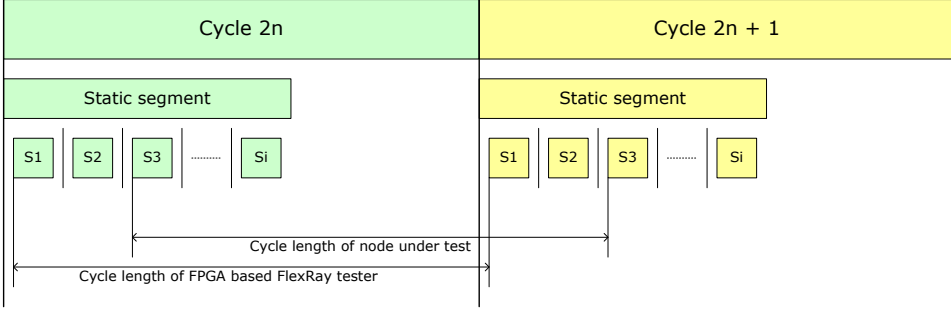 Cycle 2n
Cycle 2n + 1
Static segment
Static segment
S1 S2 S3 .......... Si
S1 S2 S3 .......... Si
Cycle length of node under test
Cycle length of FPGA based FlexRay tester